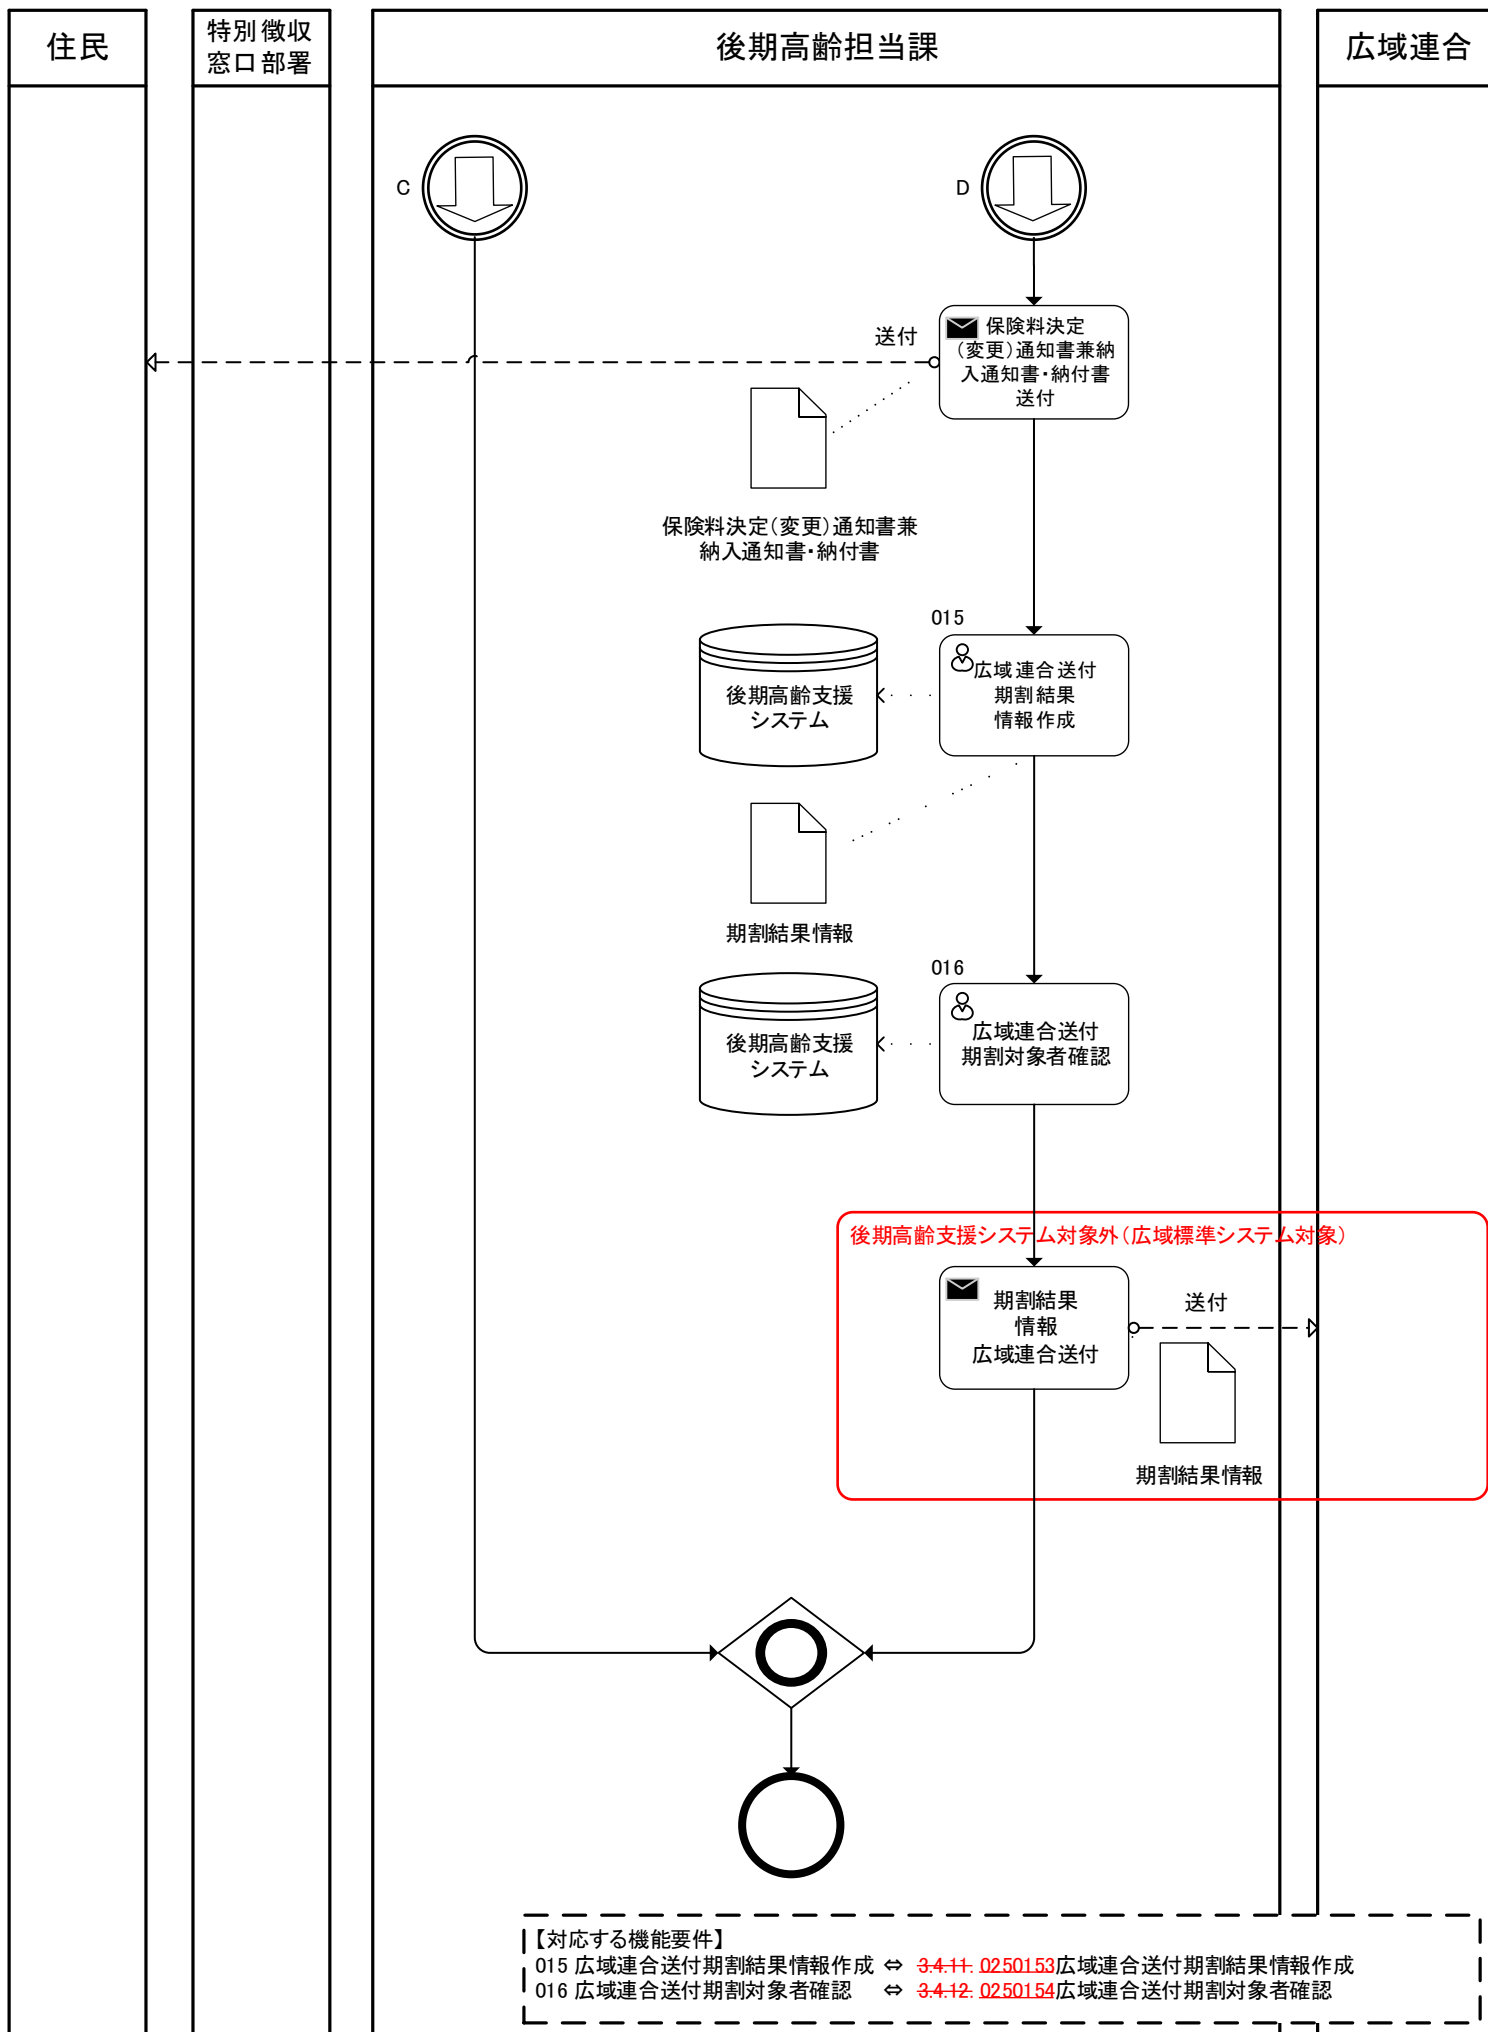 住民
特別徴収
窓口部署
後期高齢担当課
広域連合
C
D
送付
保険料決定
（変更）通知書兼納
入通知書・納付書
送付
保険料決定（変更）通知書兼
納入通知書・納付書
015
広域連合送付
期割結果
情報作成
後期高齢支援
システム
期割結果情報
016
広域連合送付
期割対象者確認
後期高齢支援
システム
後期高齢支援システム対象外（広域標準システム対象）
期割結果
情報
広域連合送付
送付
期割結果情報
【対応する機能要件】
015 広域連合送付期割結果情報作成 ⇔ 3.4.11. 0250153広域連合送付期割結果情報作成
016 広域連合送付期割対象者確認 ⇔ 3.4.12. 0250154広域連合送付期割対象者確認